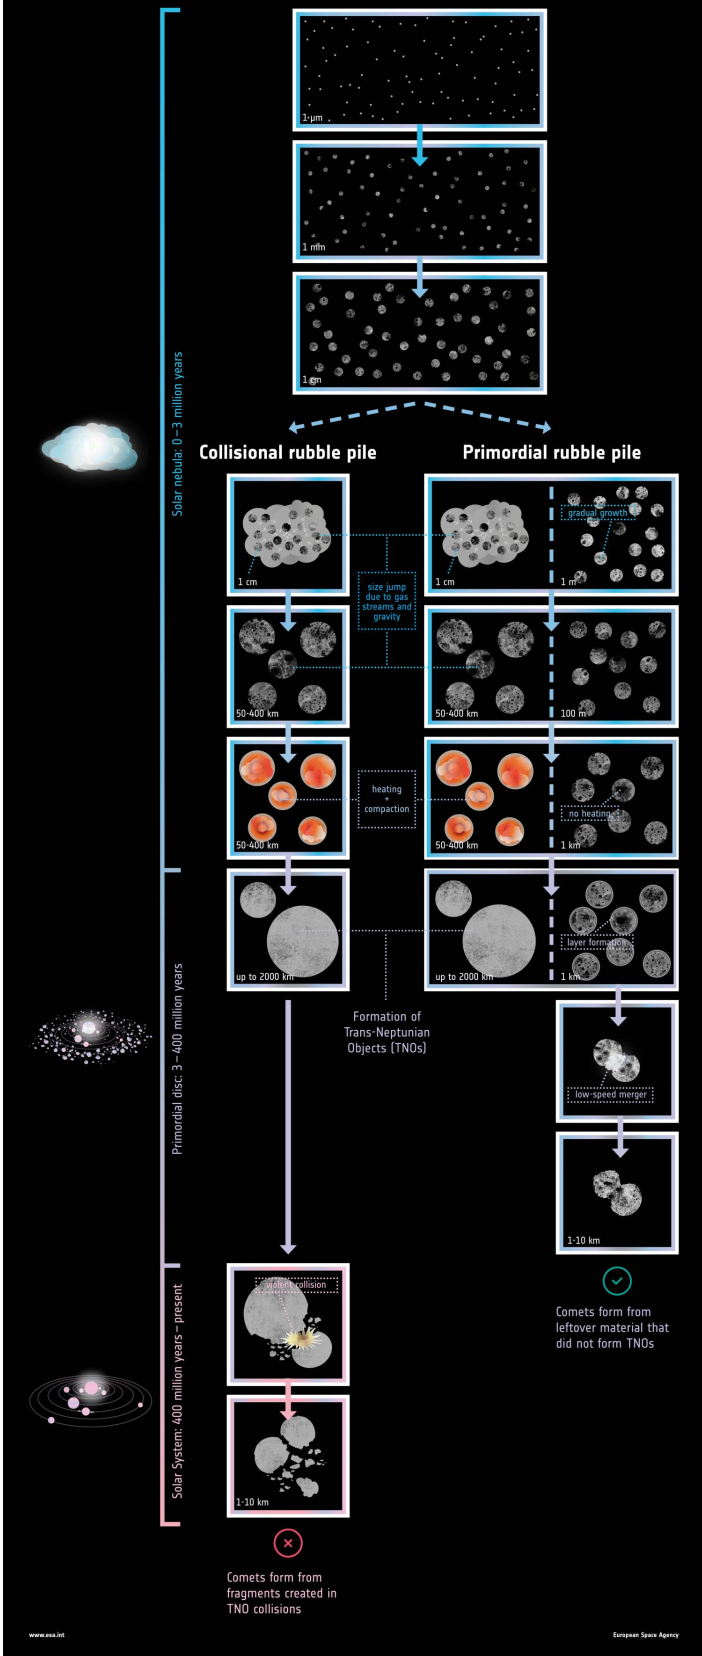 1 μm
1 mm
1 cm
Solar nebula: 0–3 million years
Collisional rubble pile
Primordial rubble pile
1 cm
1 cm
gradual growth
1 m
size jump
due to gas
streams and
gravity
50-400 km
50-400 km
100 m
heating
+
compaction
50-400 km
50-400 km
no heating
1 km
up to 2000 km
up to 2000 km
layer formation
1 km
Primordial disc: 3–400 million years
Formation of
Trans-Neptunian
Objects (TNOs)
low-speed merger
1-10 km
Comets form from
leftover material that
did not form TNOs
Solar System: 400 million years–present
violent collision
1-10 km
Comets form from
fragments created in
TNO collisions
www.esa.int
European Space Agency